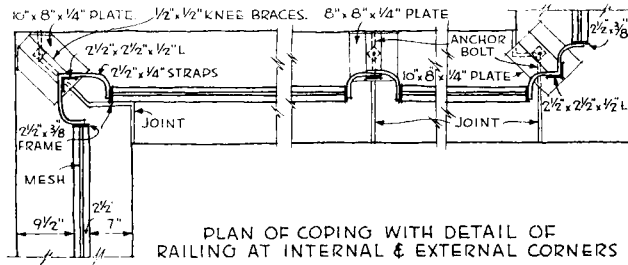 10" x 8" x 1/4" PLATE. 1/2" x 1/2" KNEE BRACES. 8" x 8" x 1/4" PLATE
2 1/2" x 2 1/2" x 1/2" L
2 1/2" x 1/4" STRAPS
ANCHOR
BOLT
10" x 8" x 1/4" PLATE
2 1/2" x 3/8
2 1/2" x 2 1/2" x 1/2" L
JOINT
JOINT
2 1/2" x 3/8
FRAME
MESH
9 1/2"
2 1/2'
7"
PLAN OF COPING WITH DETAIL OF
RAILING AT INTERNAL & EXTERNAL CORNERS